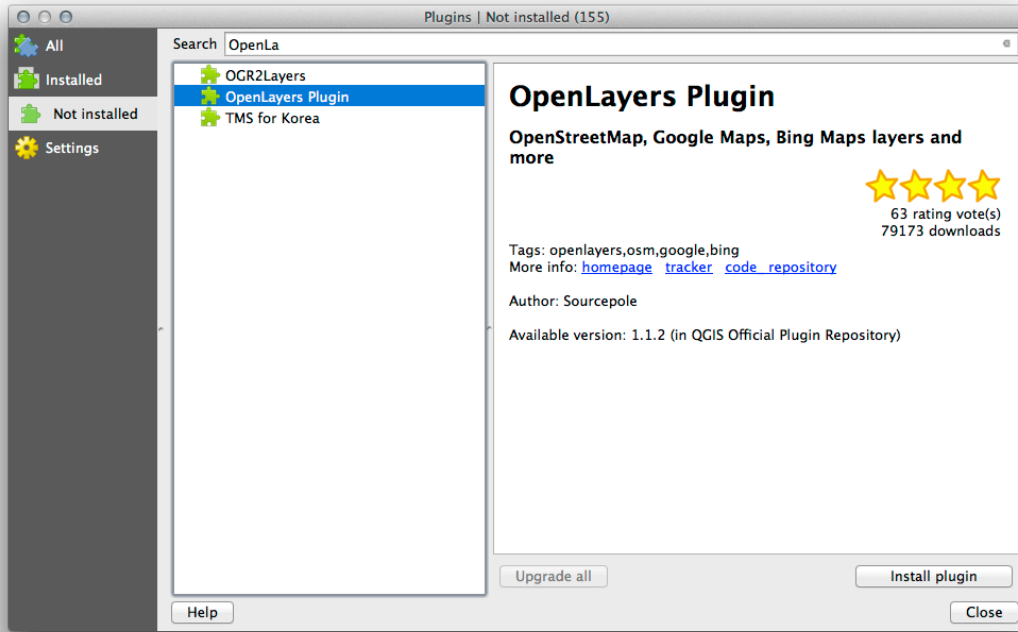 Plugins | Not installed (155)
All
Installed
Not installed
Settings
Search OpenLa
OGR2Layers
OpenLayers Plugin
TMS for Korea
OpenLayers Plugin
OpenStreetMap, Google Maps, Bing Maps layers and
more
63 rating vote(s)
79173 downloads
Tags: openlayers,osm,google,bing
More info: homepage tracker code_repository
Author: Sourcepole
Available version: 1.1.2 (in QGIS Official Plugin Repository)
Upgrade all
Install plugin
Help
Close